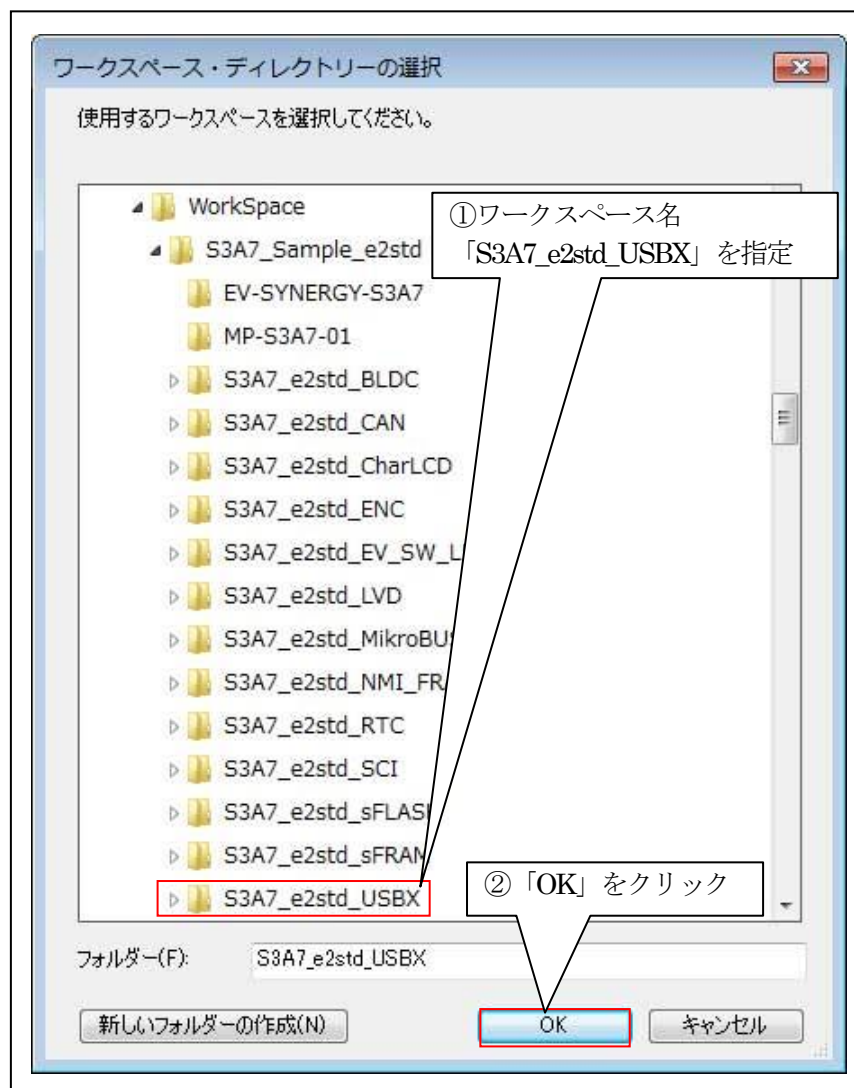 ワークスペース・ディレクトリーの選択
使用するワークスペースを選択してください。
WorkSpace
S3A7_Sample_e2std
①ワークスペース名
「S3A7_e2std_USBX」を指定
EV-SYNERGY-S3A7
MP-S3A7-01
S3A7_e2std_BLDC
S3A7_e2std_CAN
S3A7_e2std_CharLCD
S3A7_e2std_ENC
S3A7_e2std_EV_SW_L
S3A7_e2std_LVD
S3A7_e2std_MikroBUS
S3A7_e2std_NMI_FR
S3A7_e2std_RTC
S3A7_e2std_SCI
S3A7_e2std_sFLASH
S3A7_e2std_sFRAM
S3A7_e2std_USBX
②「OK」をクリック
フォルダー(F): S3A7_e2std_USBX
新しいフォルダーの作成(N) OK キャンセル